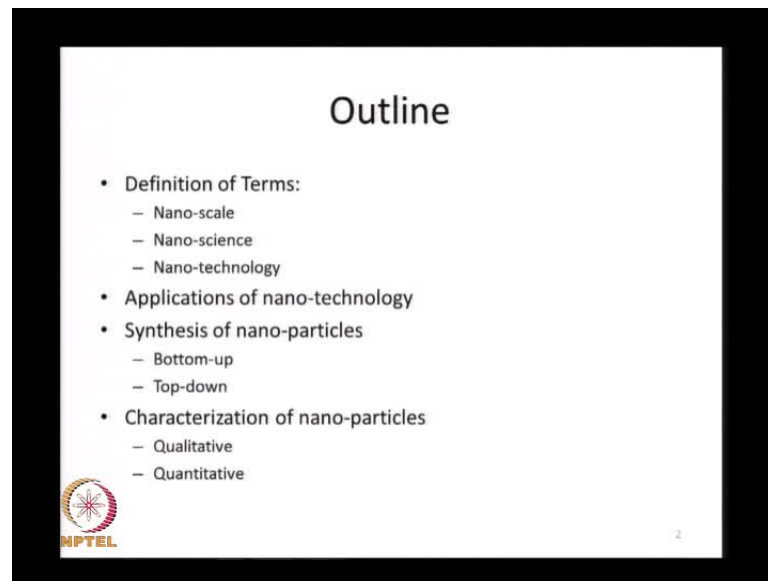 Outline
• Definition of Terms:
– Nano-scale
– Nano-science
– Nano-technology
• Applications of nano-technology
• Synthesis of nano-particles
– Bottom-up
– Top-down
• Characterization of nano-particles
– Qualitative
– Quantitative
NPTEL
2